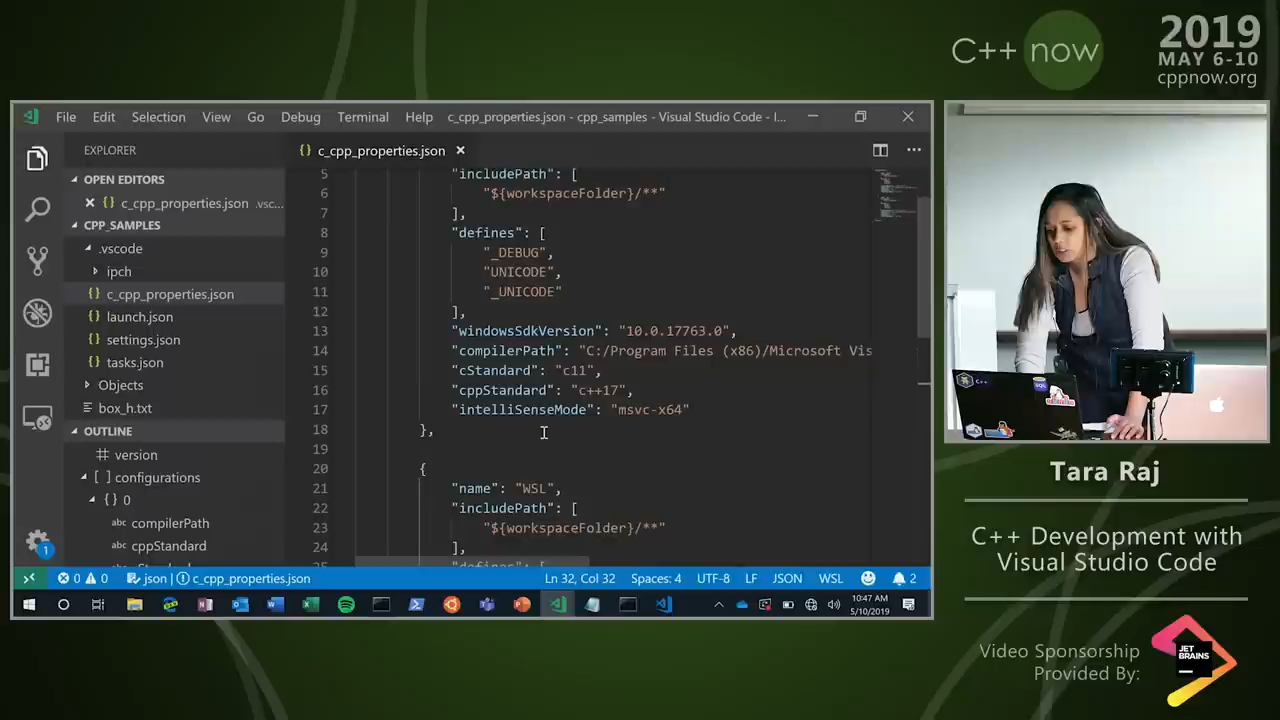 C++ now
2019
MAY 6-10
cppnow.org
File Edit Selection View Go Debug Terminal Help c_cpp_properties.json - cpp_samples - Visual Studio Code - I...
EXPLORER
OPEN EDITORS
c_cpp_properties.json .vsc...
CPP_SAMPLES
.vscode
ipch
{} c_cpp_properties.json
{} launch.json
{} settings.json
{} tasks.json
Objects
box_h.txt
OUTLINE
version
[ ] configurations
{} 0
abc compilerPath
abc cppStandard
1
{} c_cpp_properties.json
5 "includePath": [
6 "${workspaceFolder}/**"
7 ],
8 "defines": [
9 "_DEBUG",
10 "UNICODE",
11 "_UNICODE"
12 ],
13 "windowsSdkVersion": "10.0.17763.0",
14 "compilerPath": "C:/Program Files (x86)/Microsoft Vis
15 "cStandard": "c11",
16 "cppStandard": "c++17",
17 "intelliSenseMode": "msvc-x64"
18 },
19
20 {
21 "name": "WSL",
22 "includePath": [
23 "${workspaceFolder}/**"
24 ],
0 0 json | c_cpp_properties.json Ln 32, Col 32 Spaces: 4 UTF-8 LF JSON WSL 2
10:47 AM
5/10/2019
C++
SQL
Tara Raj
C++ Development with
Visual Studio Code
Video Sponsorship
Provided By:
JET
BRAINS